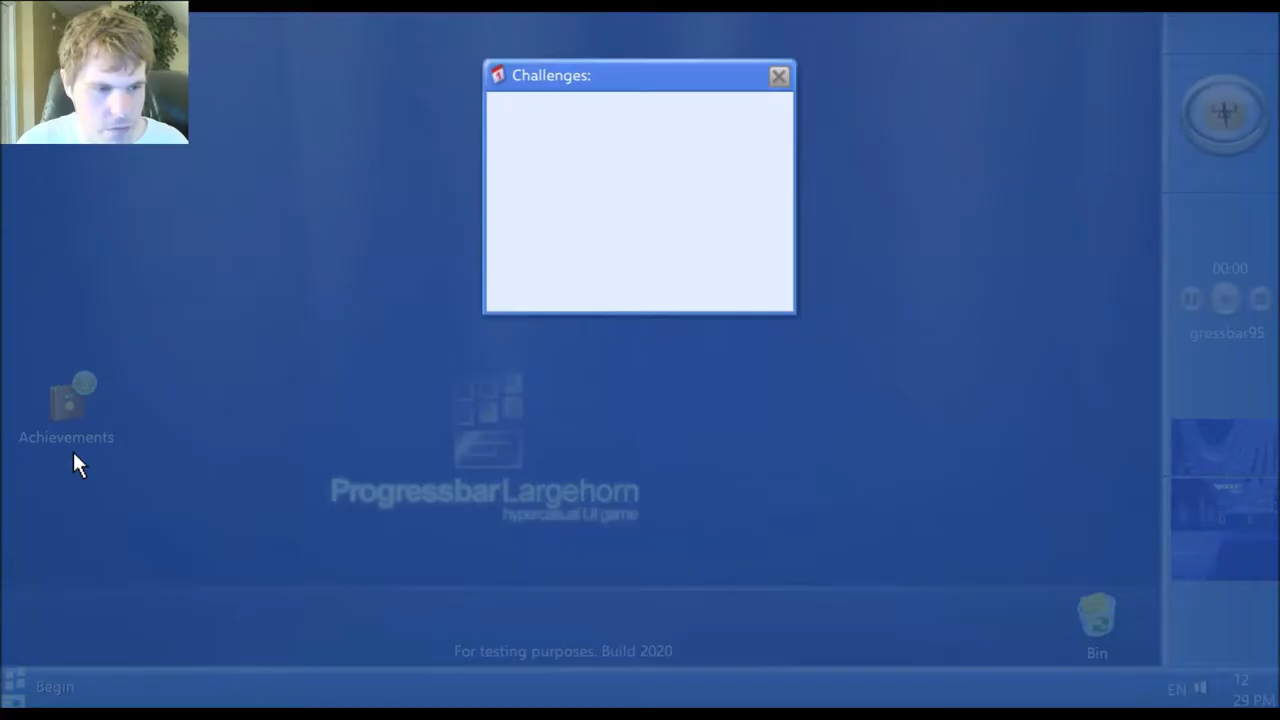 Challenges:
00:00
gressbar95
Achievements
ProgressbarLargehorn
hypercasual UI game
For testing purposes. Build 2020
Bin
Begin
EN
12
29 PM